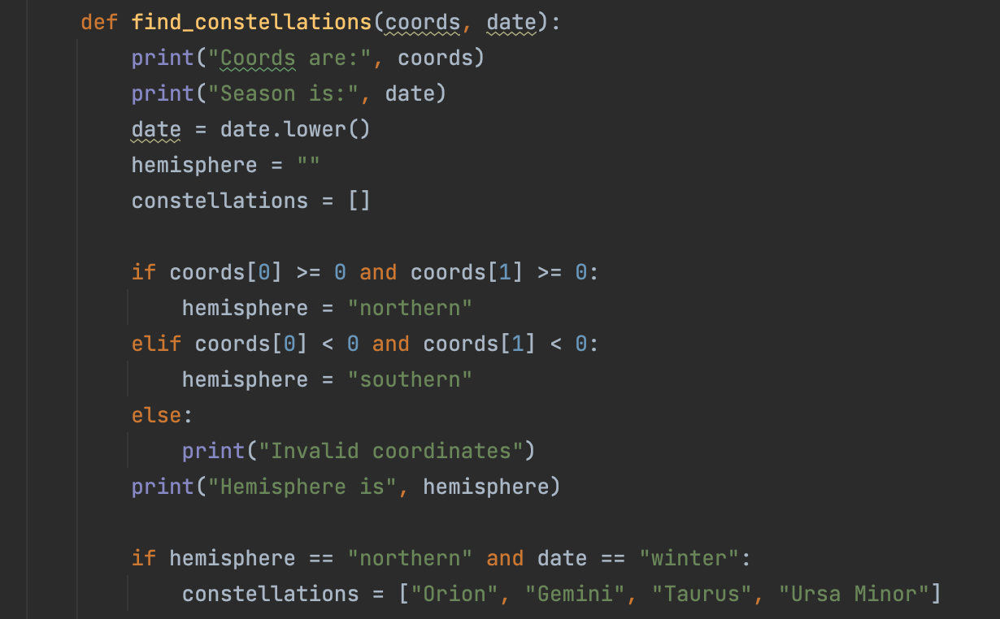 def find_constellations(coords, date):
print("Coords are:", coords)
print("Season is:", date)
date = date.lower()
hemisphere = ""
constellations = []
if coords[0] >= 0 and coords[1] >= 0:
hemisphere = "northern"
elif coords[0] < 0 and coords[1] < 0:
hemisphere = "southern"
else:
print("Invalid coordinates")
print("Hemisphere is", hemisphere)
if hemisphere == "northern" and date == "winter":
constellations = ["Orion", "Gemini", "Taurus", "Ursa Minor"]